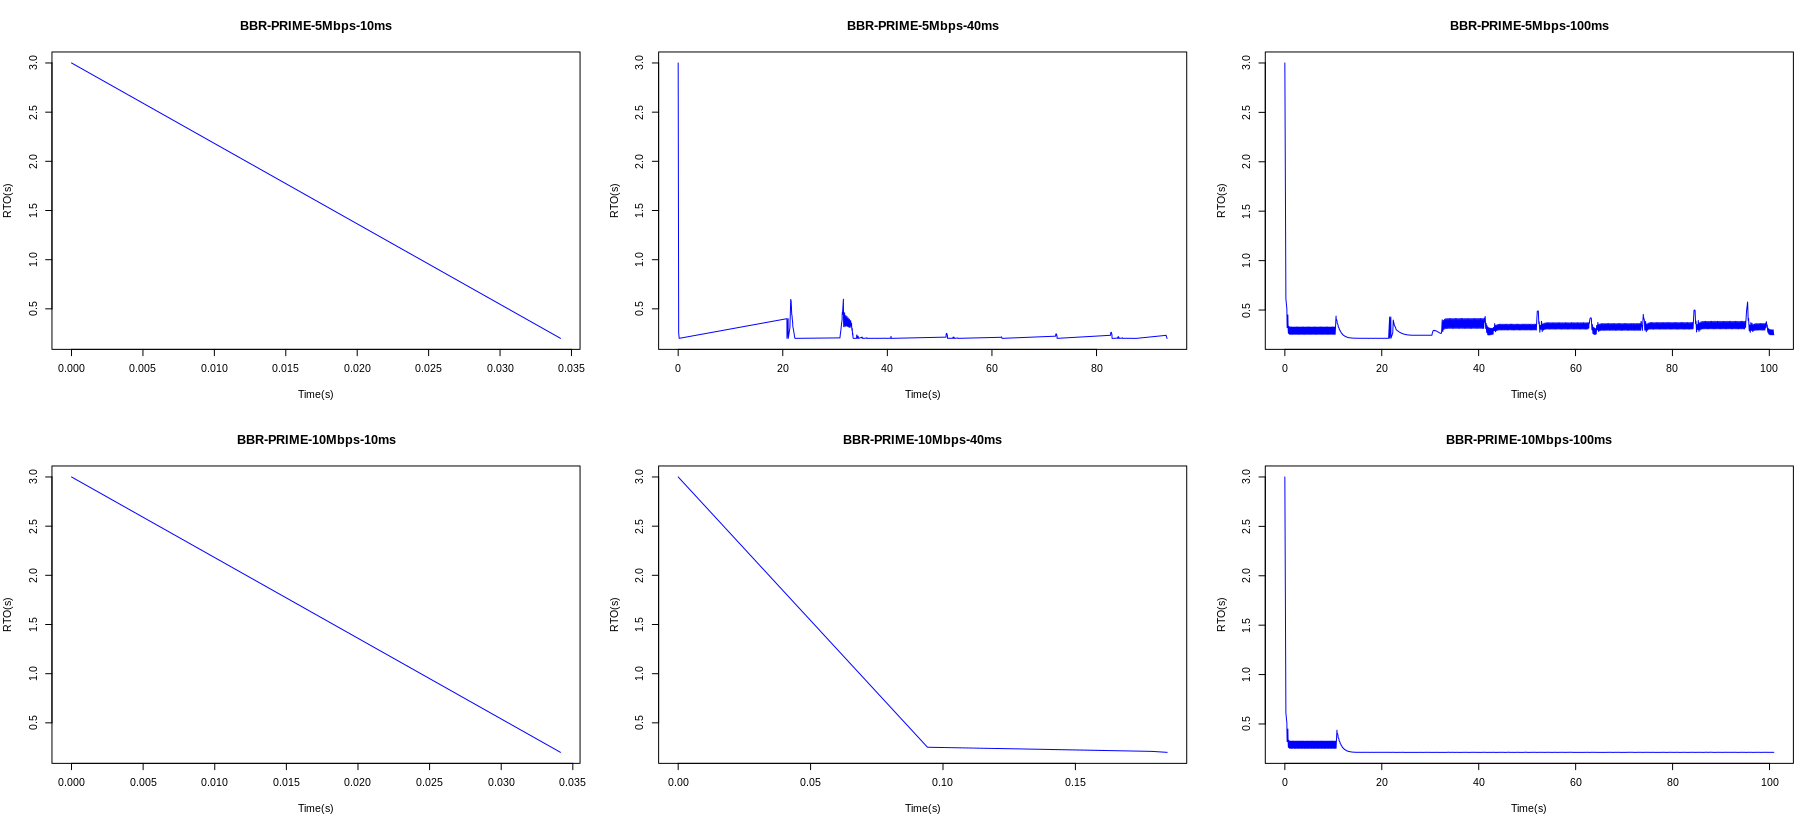 BBR-PRIME-5Mbps-10ms
RTO(s)
3.0
2.5
2.0
1.5
1.0
0.5
0.000 0.005 0.010 0.015 0.020 0.025 0.030 0.035
Time(s)
BBR-PRIME-5Mbps-40ms
RTO(s)
3.0
2.5
2.0
1.5
1.0
0.5
0 20 40 60 80
Time(s)
BBR-PRIME-5Mbps-100ms
RTO(s)
3.0
2.5
2.0
1.5
1.0
0.5
0 20 40 60 80 100
Time(s)
BBR-PRIME-10Mbps-10ms
RTO(s)
3.0
2.5
2.0
1.5
1.0
0.5
0.000 0.005 0.010 0.015 0.020 0.025 0.030 0.035
Time(s)
BBR-PRIME-10Mbps-40ms
RTO(s)
3.0
2.5
2.0
1.5
1.0
0.5
0.00 0.05 0.10 0.15
Time(s)
BBR-PRIME-10Mbps-100ms
RTO(s)
3.0
2.5
2.0
1.5
1.0
0.5
0 20 40 60 80 100
Time(s)